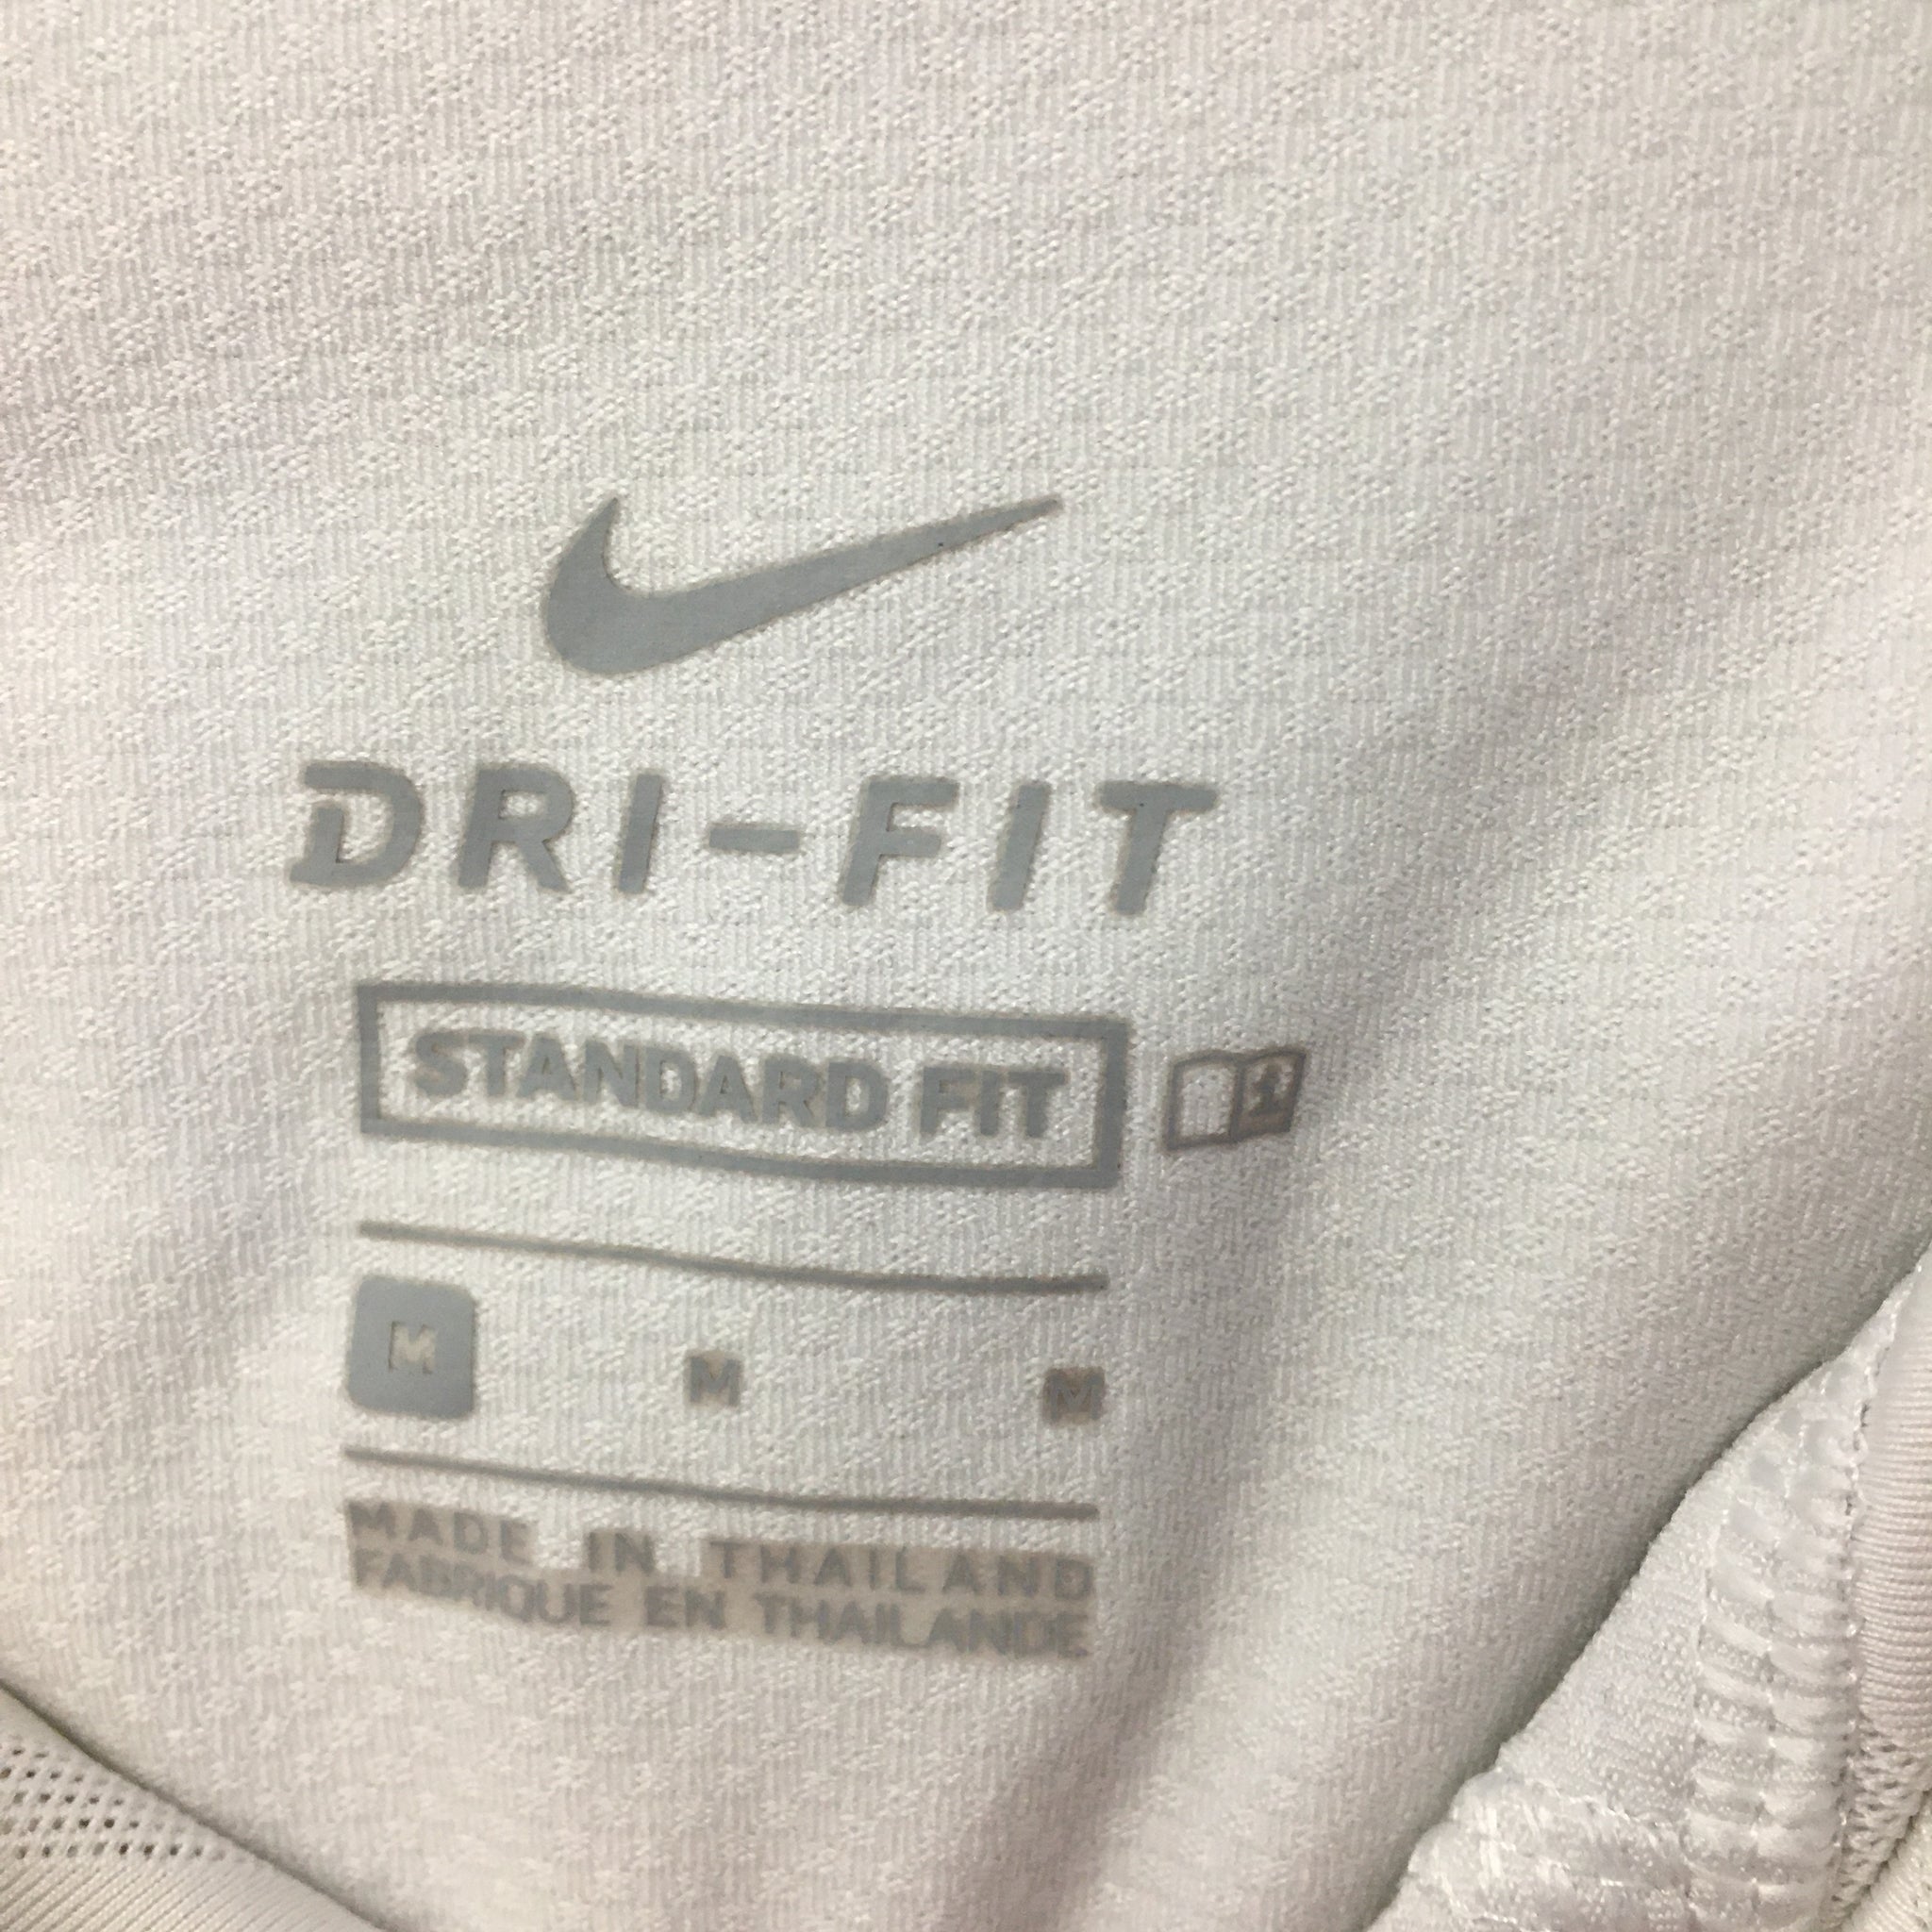 DRI-FIT
STANDARD FIT
M M M
MADE IN THAILAND
FABRIQUE EN THAILANDE